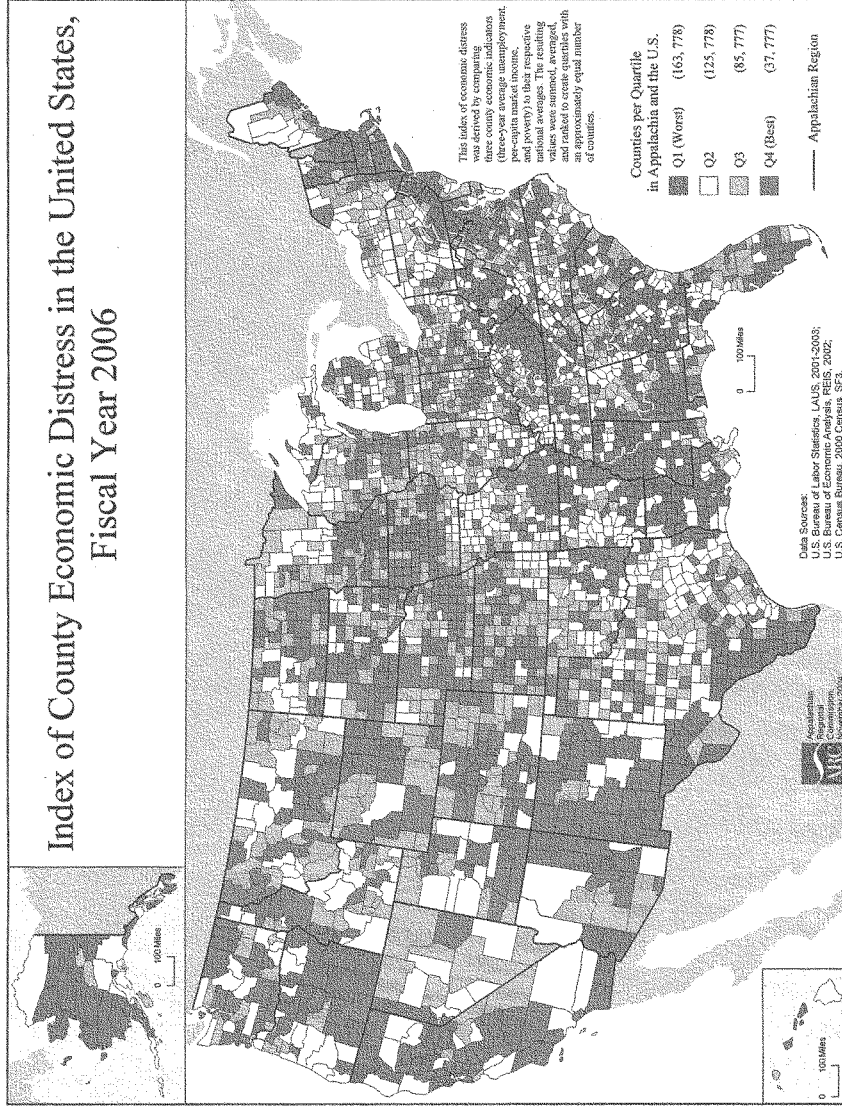 Index of County Economic Distress in the United States,
Fiscal Year 2006
This index of economic distress
was derived by comparing
three county economic indicators
(three-year average unemployment,
per-capita market income,
and poverty) to their respective
national averages. The resulting
values were summed, averaged,
and ranked to create quartiles with
an approximately equal number
of counties.
Counties per Quartile
in Appalachia and the U.S.
Q1 (Worst) (163, 778)
Q2 (125, 778)
Q3 (85, 777)
Q4 (Best) (37, 777)
Appalachian Region
0 100 Miles
0 100 Miles
0 100 Miles
Data Sources:
U.S. Bureau of Labor Statistics, LAUS, 2001-2003;
U.S. Bureau of Economic Analysis, REIS, 2002;
U.S. Census Bureau, 2000 Census, SF3.
ARC
Appalachian
Regional
Commission,
November 2004